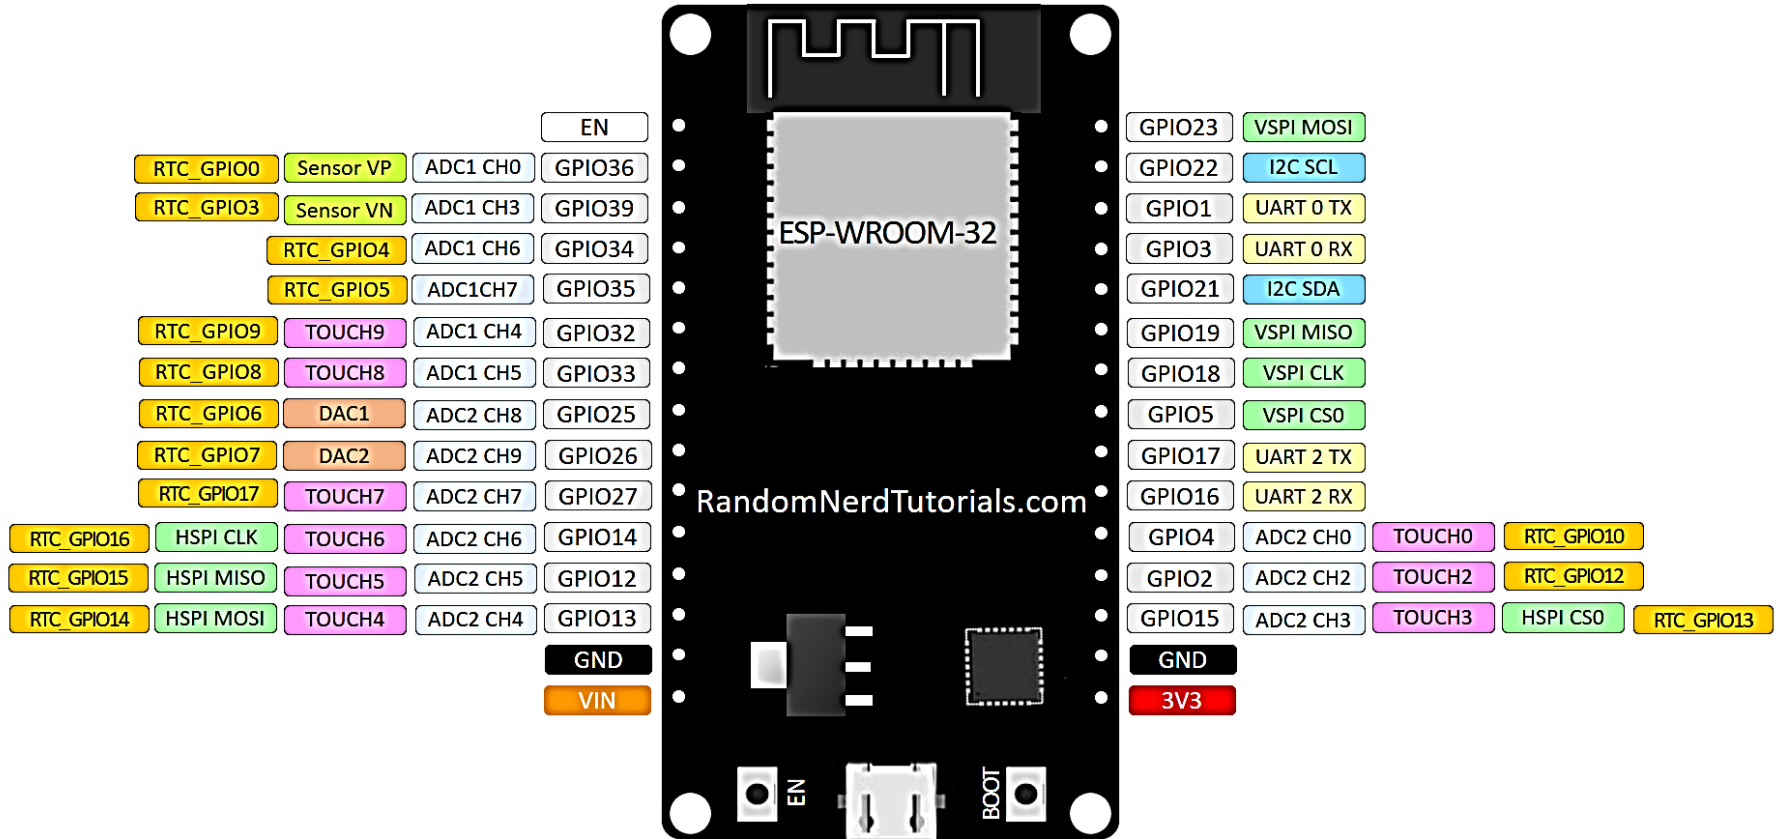 EN
GPIO23 VSPI MOSI
RTC_GPIO0 Sensor VP ADC1 CH0 GPIO36
GPIO22 I2C SCL
RTC_GPIO3 Sensor VN ADC1 CH3 GPIO39
GPIO1 UART 0 TX
RTC_GPIO4 ADC1 CH6 GPIO34
GPIO3 UART 0 RX
ESP-WROOM-32
RTC_GPIO5 ADC1CH7 GPIO35
GPIO21 I2C SDA
RTC_GPIO9 TOUCH9 ADC1 CH4 GPIO32
GPIO19 VSPI MISO
RTC_GPIO8 TOUCH8 ADC1 CH5 GPIO33
GPIO18 VSPI CLK
RTC_GPIO6 DAC1 ADC2 CH8 GPIO25
GPIO5 VSPI CS0
RTC_GPIO7 DAC2 ADC2 CH9 GPIO26
GPIO17 UART 2 TX
RTC_GPIO17 TOUCH7 ADC2 CH7 GPIO27
RandomNerdTutorials.com
GPIO16 UART 2 RX
RTC_GPIO16 HSPI CLK TOUCH6 ADC2 CH6 GPIO14
GPIO4 ADC2 CH0 TOUCH0 RTC_GPIO10
RTC_GPIO15 HSPI MISO TOUCH5 ADC2 CH5 GPIO12
GPIO2 ADC2 CH2 TOUCH2 RTC_GPIO12
RTC_GPIO14 HSPI MOSI TOUCH4 ADC2 CH4 GPIO13
GPIO15 ADC2 CH3 TOUCH3 HSPI CS0 RTC_GPIO13
GND
GND
VIN
3V3
EN
BOOT